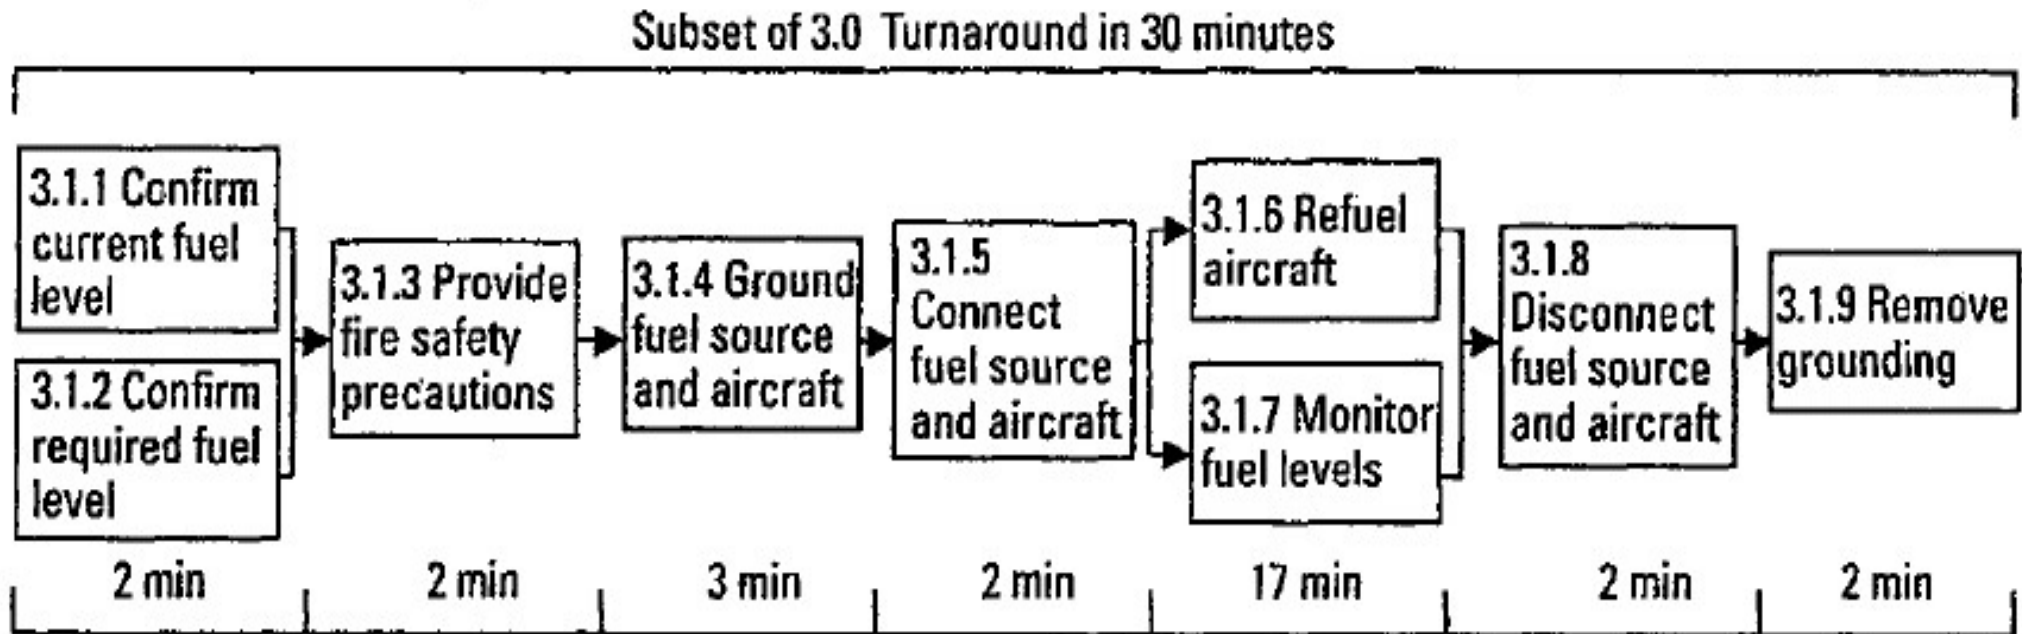 Subset of 3.0 Turnaround in 30 minutes
3.1.1 Confirm
current fuel
level
3.1.2 Confirm
required fuel
level
3.1.3 Provide
fire safety
precautions
3.1.4 Ground
fuel source
and aircraft
3.1.5
Connect
fuel source
and aircraft
3.1.6 Refuel
aircraft
3.1.7 Monitor
fuel levels
3.1.8
Disconnect
fuel source
and aircraft
3.1.9 Remove
grounding
2 min
2 min
3 min
2 min
17 min
2 min
2 min